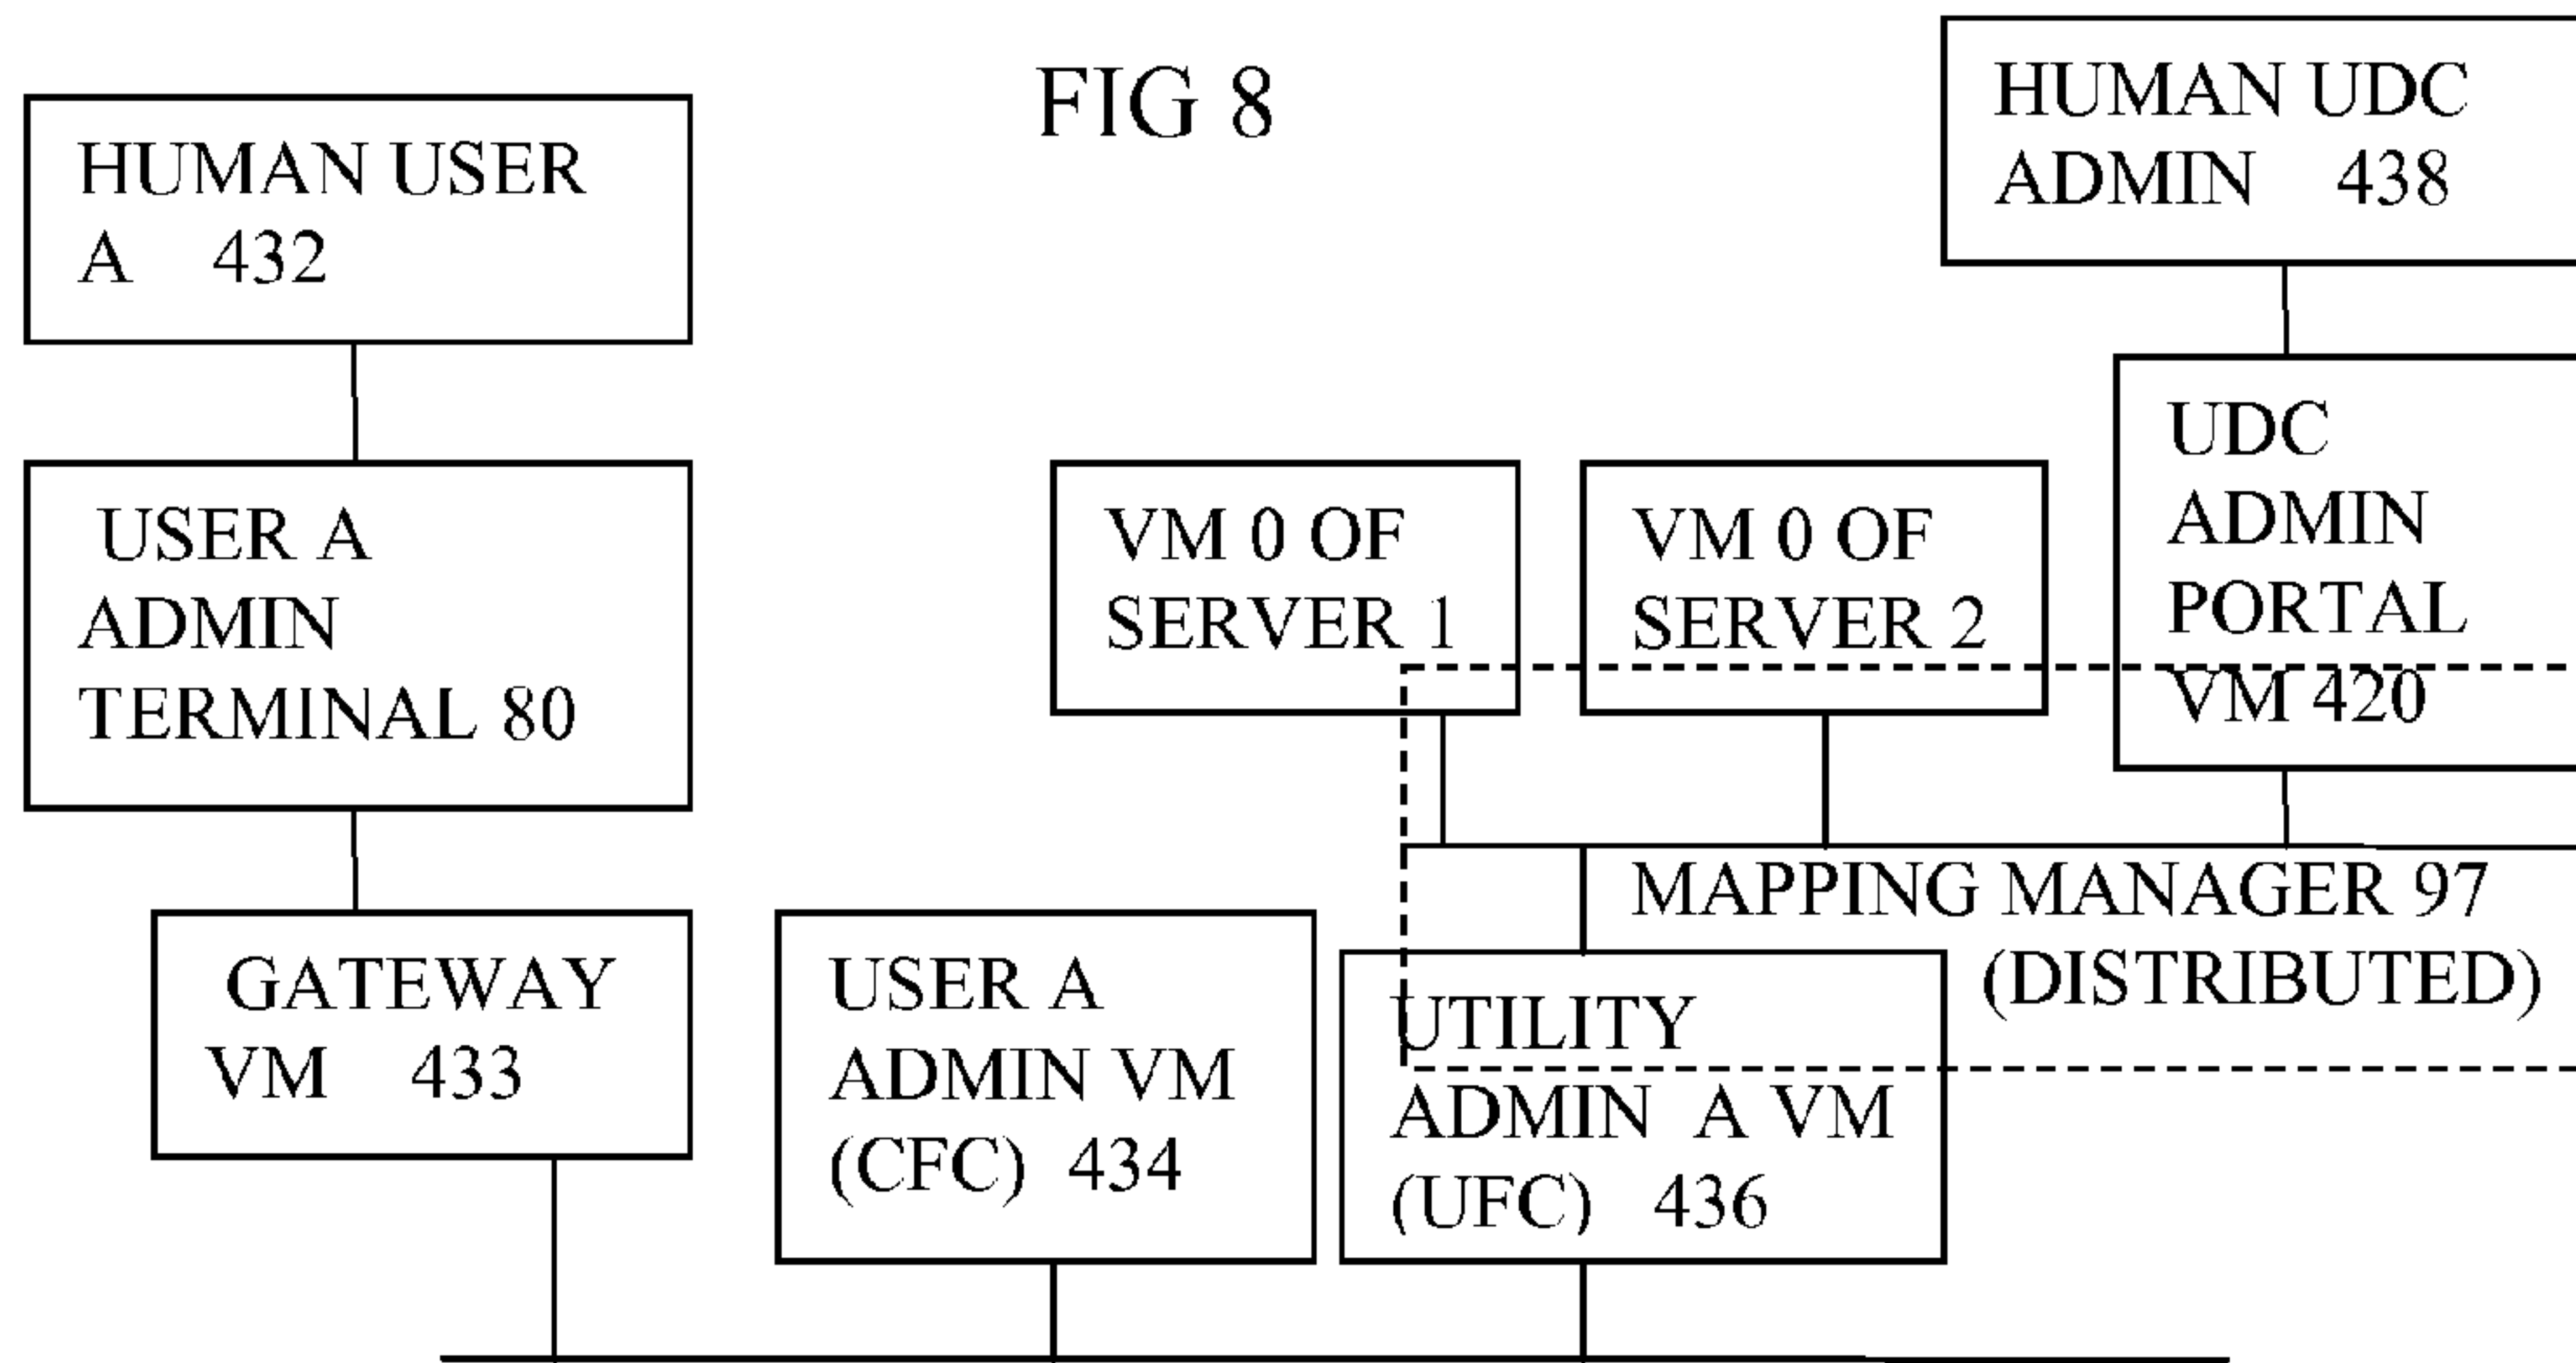 FIG 8
HUMAN USER
A 432
HUMAN UDC
ADMIN 438
USER A
ADMIN
TERMINAL 80
VM 0 OF
SERVER 1
VM 0 OF
SERVER 2
UDC
ADMIN
PORTAL
VM 420
MAPPING MANAGER 97
(DISTRIBUTED)
GATEWAY
VM 433
USER A
ADMIN VM
(CFC) 434
UTILITY
ADMIN A VM
(UFC) 436